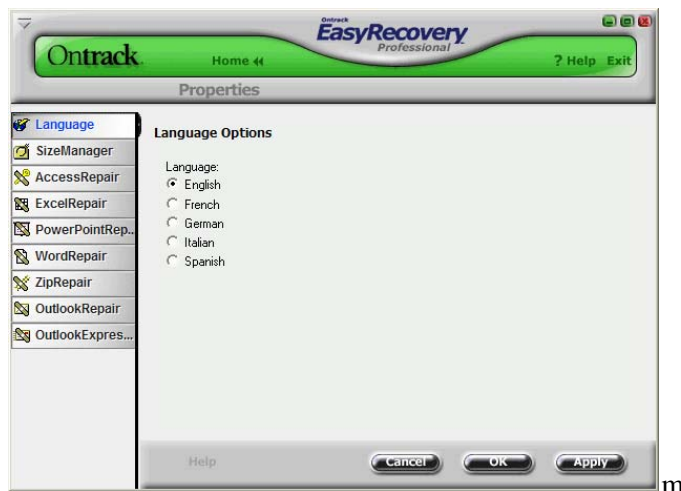 Ontrack
EasyRecovery
Professional
Ontrack
Home
? Help Exit
Properties
Language
SizeManager
AccessRepair
ExcelRepair
PowerPointRep..
WordRepair
ZipRepair
OutlookRepair
OutlookExpres...
Language Options
Language:
English
French
German
Italian
Spanish
Help
Cancel
OK
Apply
m